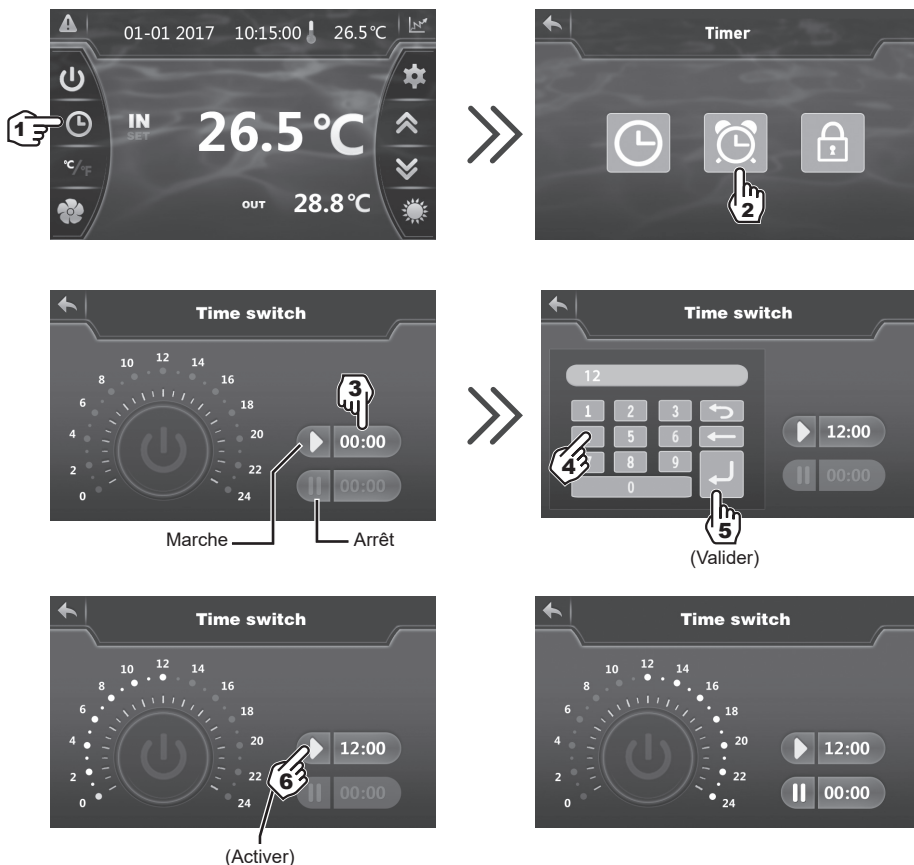 01-01 2017 10:15:00 26.5°C
1
°C/°F
IN
SET
26.5°C
OUT 28.8°C
Timer
2
Time switch
0 2 4 6 8 10 12 14 16 18 20 22 24
3
00:00
00:00
Marche
Arrêt
Time switch
12
1 2 3
4
5 6
7 8 9
0
5
(Valider)
12:00
00:00
Time switch
0 2 4 6 8 10 12 14 16 18 20 22 24
6
12:00
00:00
(Activer)
Time switch
0 2 4 6 8 10 12 14 16 18 20 22 24
12:00
00:00